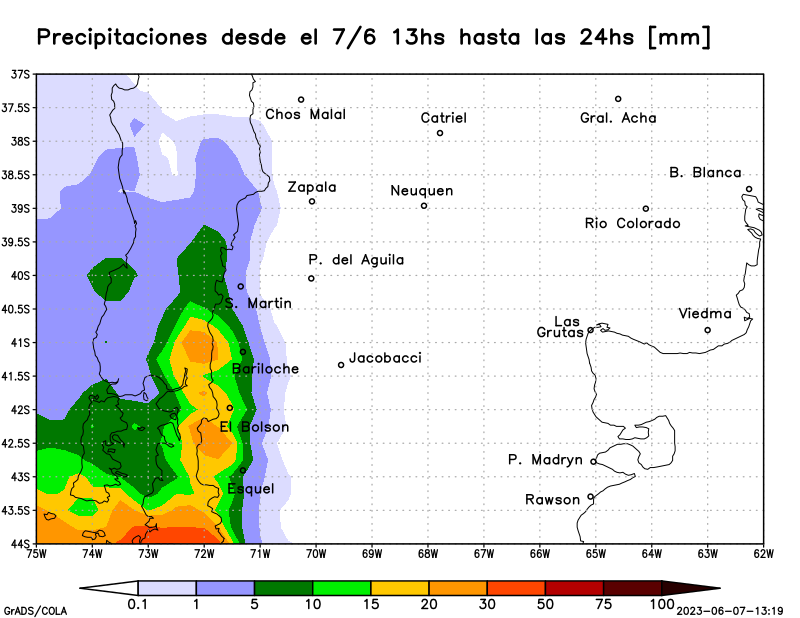 Precipitaciones desde el 7/6 13hs hasta las 24hs [mm]
37S
37.5S
38S
38.5S
39S
39.5S
40S
40.5S
41S
41.5S
42S
42.5S
43S
43.5S
44S
Chos Malal
Catriel
Gral. Acha
B. Blanca
Zapala
Neuquen
Rio Colorado
P. del Aguila
S. Martin
Las
Grutas
Viedma
Jacobacci
Bariloche
El Bolson
P. Madryn
Esquel
Rawson
75W 74W 73W 72W 71W 70W 69W 68W 67W 66W 65W 64W 63W 62W
0.1 1 5 10 15 20 30 50 75 100
GrADS/COLA
2023-06-07-13:19